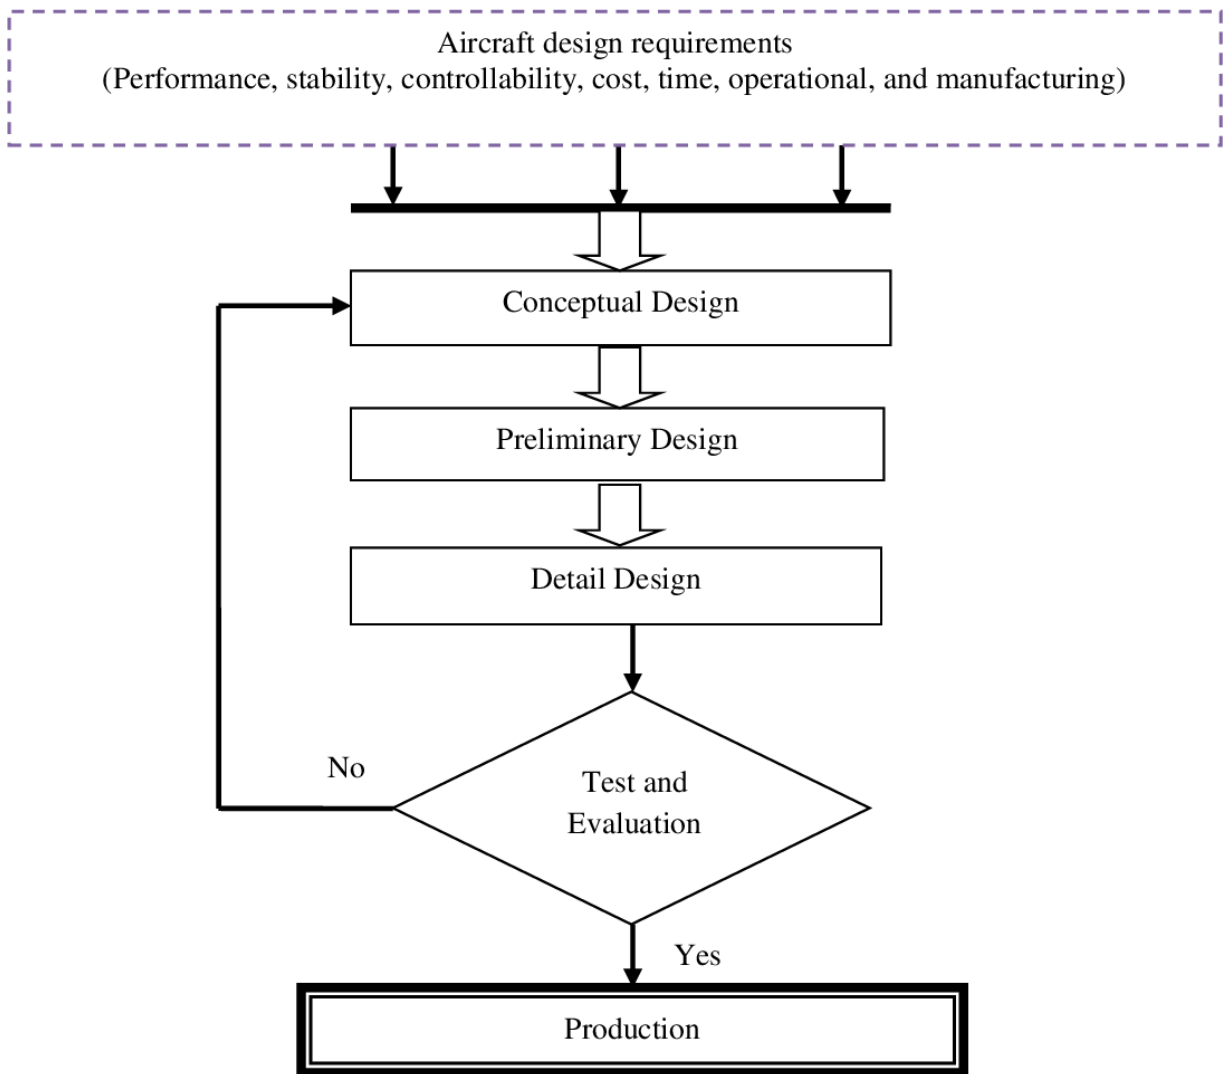 Aircraft design requirements
(Performance, stability, controllability, cost, time, operational, and manufacturing)
Conceptual Design
Preliminary Design
Detail Design
No
Test and
Evaluation
Yes
Production